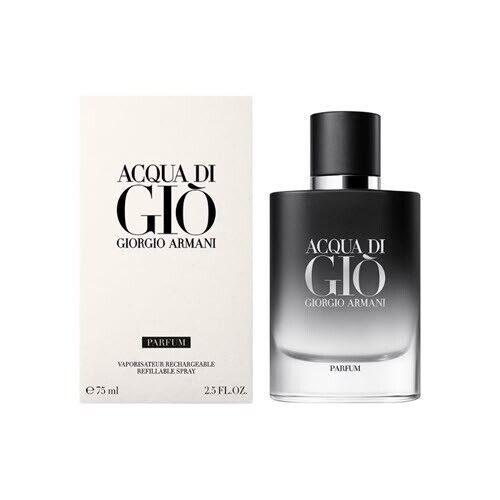 ACQUA DI
GIÒ
GIORGIO ARMANI
PARFUM
VAPORISATEUR RECHARGEABLE
REFILLABLE SPRAY
℮ 75 ml 2.5 FL.OZ.
ACQUA DI
GIÒ
GIORGIO ARMANI
PARFUM